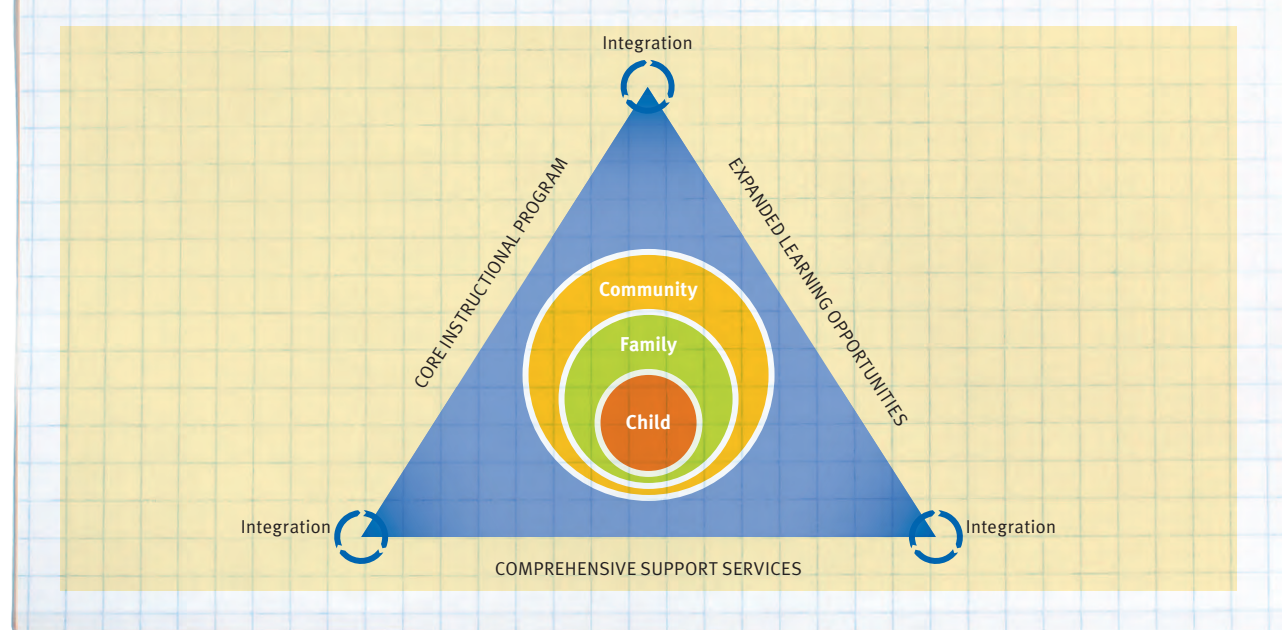 Integration
CORE INSTRUCTIONAL PROGRAM
EXPANDED LEARNING OPPORTUNITIES
Community
Family
Child
Integration
Integration
COMPREHENSIVE SUPPORT SERVICES